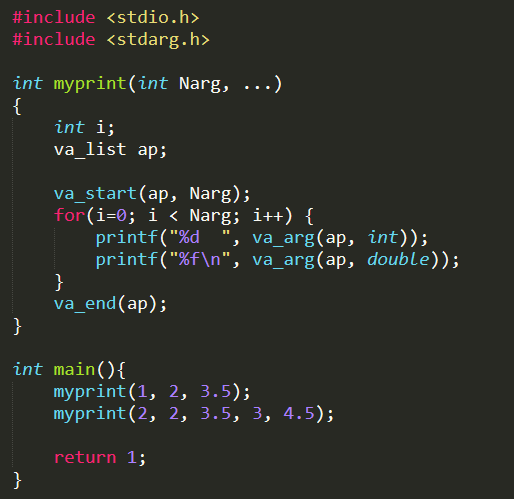 #include <stdio.h>
#include <stdarg.h>

int myprint(int Narg, ...)
{
    int i;
    va_list ap;

    va_start(ap, Narg);
    for(i=0; i < Narg; i++) {
        printf("%d  ", va_arg(ap, int));
        printf("%f\n", va_arg(ap, double));
    }
    va_end(ap);
}

int main(){
    myprint(1, 2, 3.5);
    myprint(2, 2, 3.5, 3, 4.5);

    return 1;
}